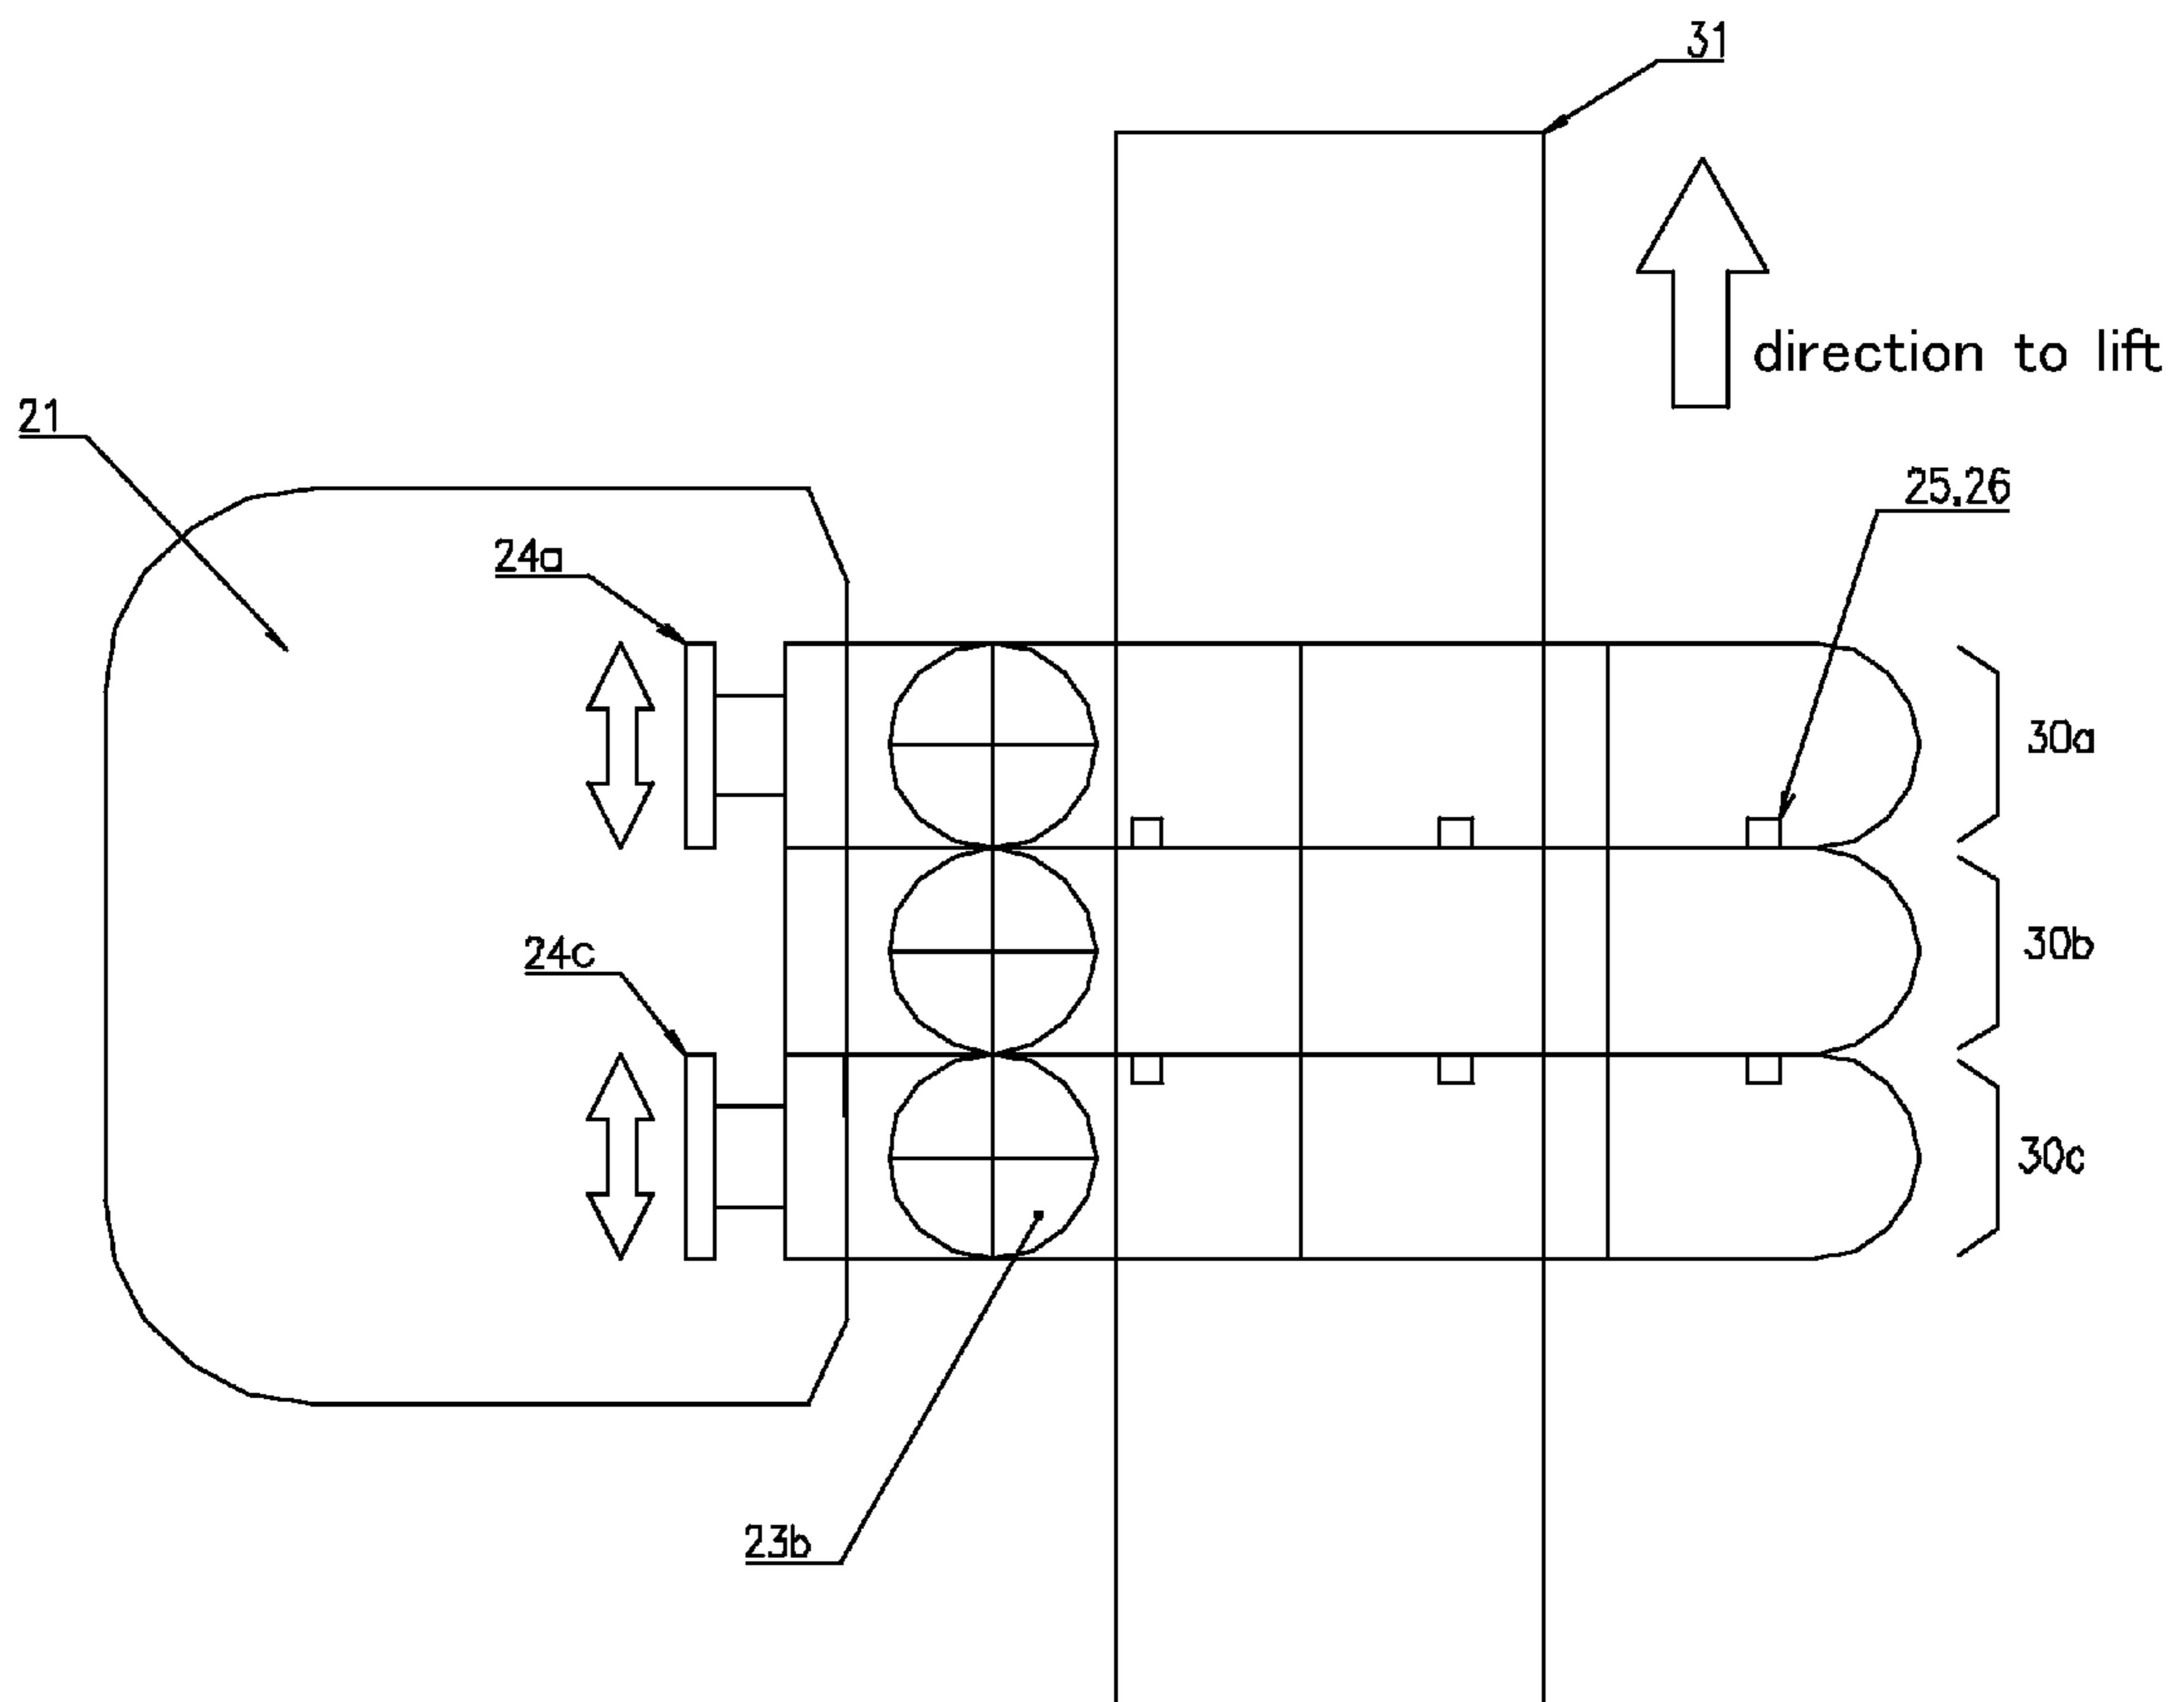 31
direction to lift
21
25,26
24a
30a
24c
30b
30c
23b